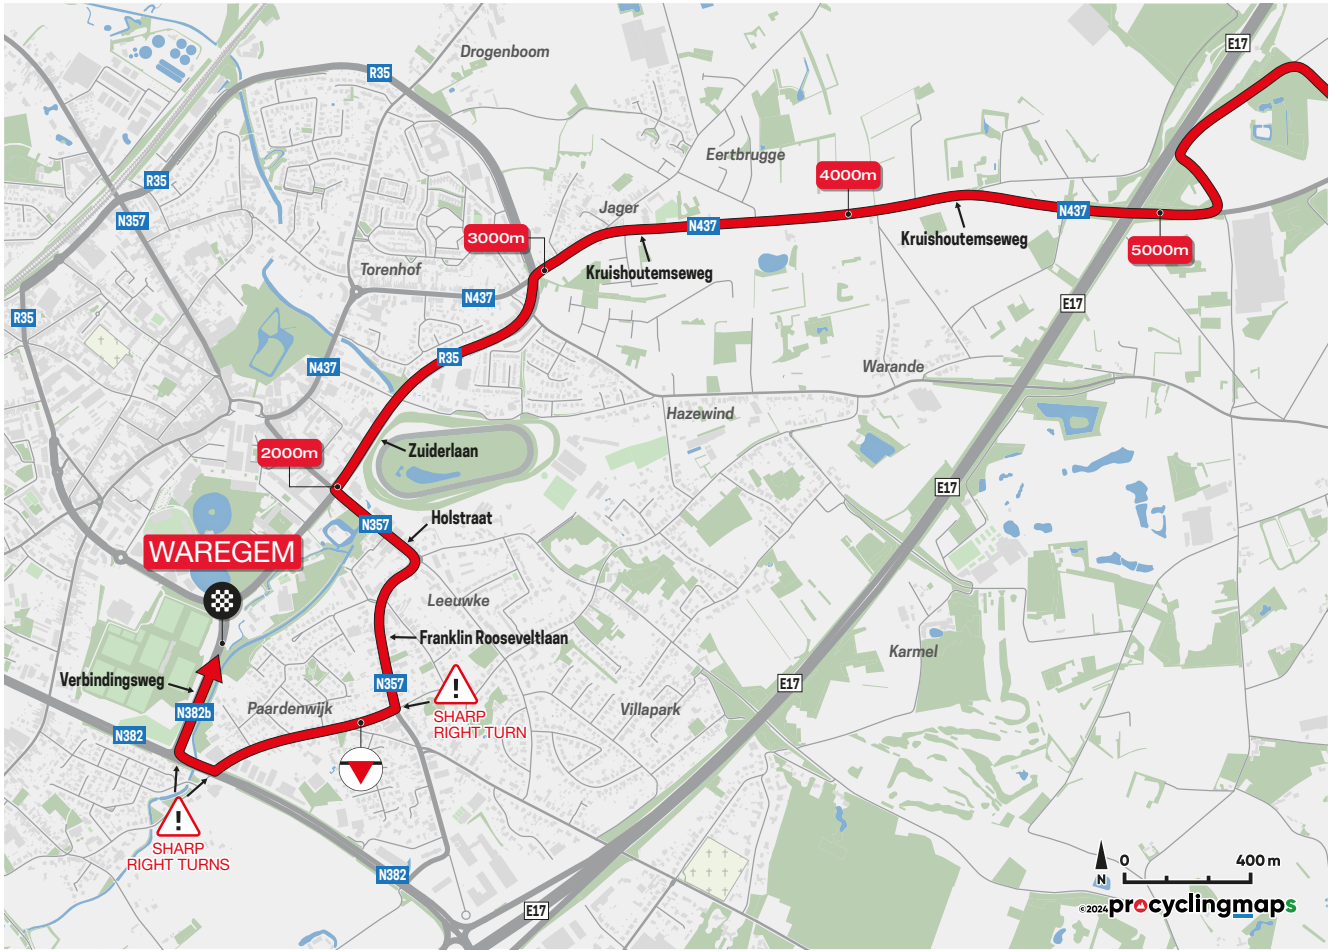 Drogenboom
E17
R35
Eertbrugge
4000m
R35
Jager
N357
N437
N437
3000m
Kruishoutemseweg
5000m
Torenhof
Kruishoutemseweg
N437
E17
R35
R35
N437
Warande
Hazewind
2000m
Zuiderlaan
E17
Holstraat
N357
WAREGEM
Leeuwke
Franklin Rooseveltlaan
Karmel
Verbindingsweg
N357
E17
Paardenwijk
Villapark
N382b
SHARP
RIGHT TURN
N382
!
!
SHARP
RIGHT TURNS
N382
E17
N
0
400 m
©2024 procyclingmaps